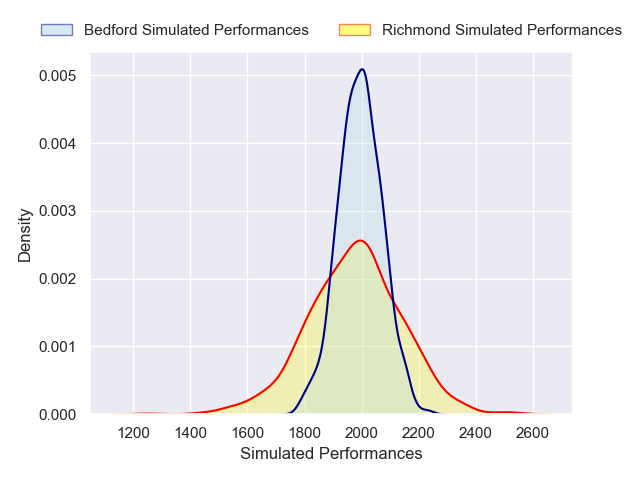 Bedford Simulated Performances Richmond Simulated Performances
0.005
0.004
0.003
0.002
0.001
0.000
Density
1200 1400 1600 1800 2000 2200 2400 2600
Simulated Performances